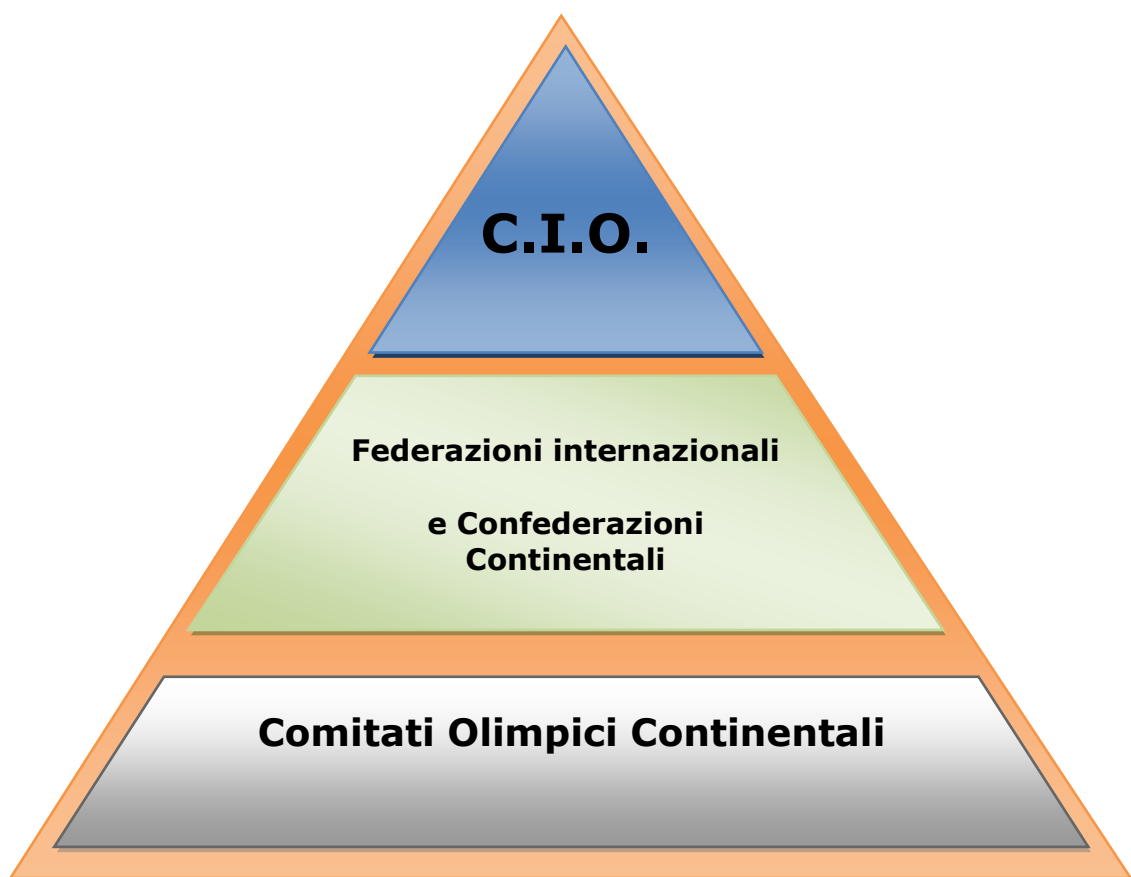 C.I.O.
Federazioni internazionali
e Confederazioni
Continentali
Comitati Olimpici Continentali